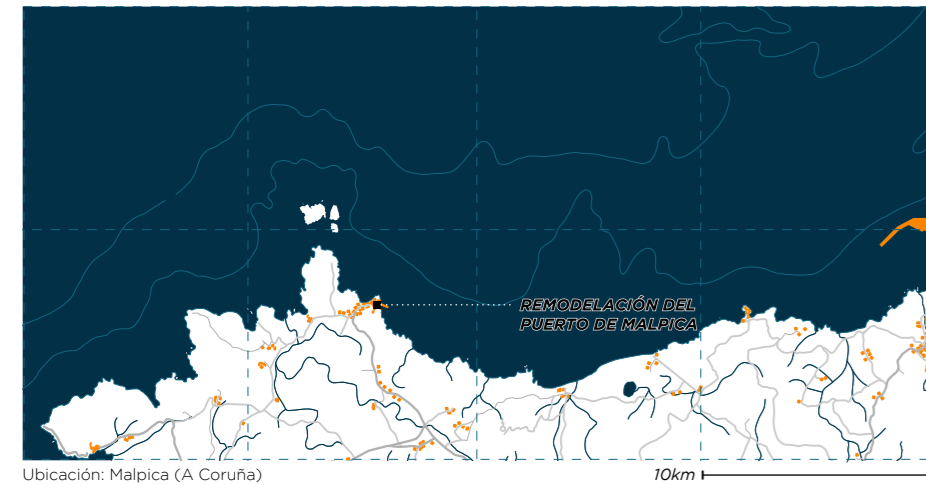 REMODELACIÓN DEL
PUERTO DE MALPICA
Ubicación: Malpica (A Coruña)
10km